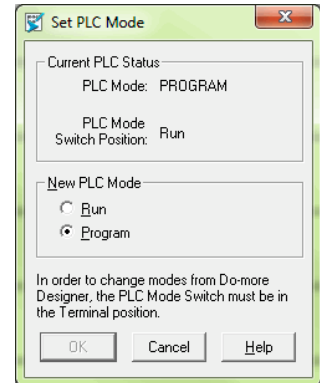 Set PLC Mode
Current PLC Status
PLC Mode: PROGRAM
PLC Mode
Switch Position: Run
New PLC Mode
Run
Program
In order to change modes from Do-more
Designer, the PLC Mode Switch must be in
the Terminal position.
OK Cancel Help